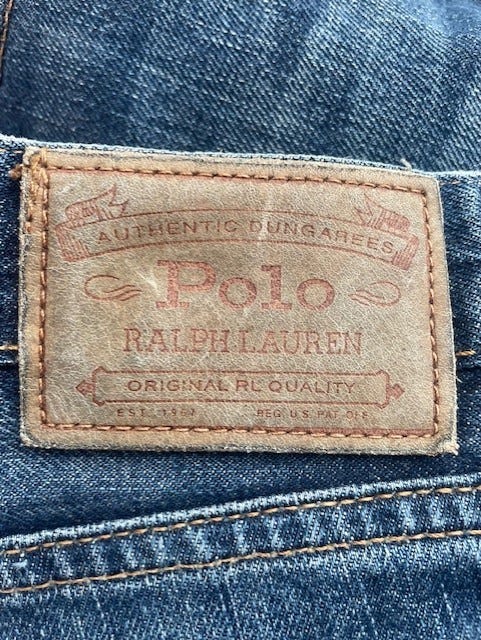 AUTHENTIC DUNGAREES
Polo
RALPH LAUREN
ORIGINAL RL QUALITY
EST. 1967 REG. U.S. PAT. OFF.